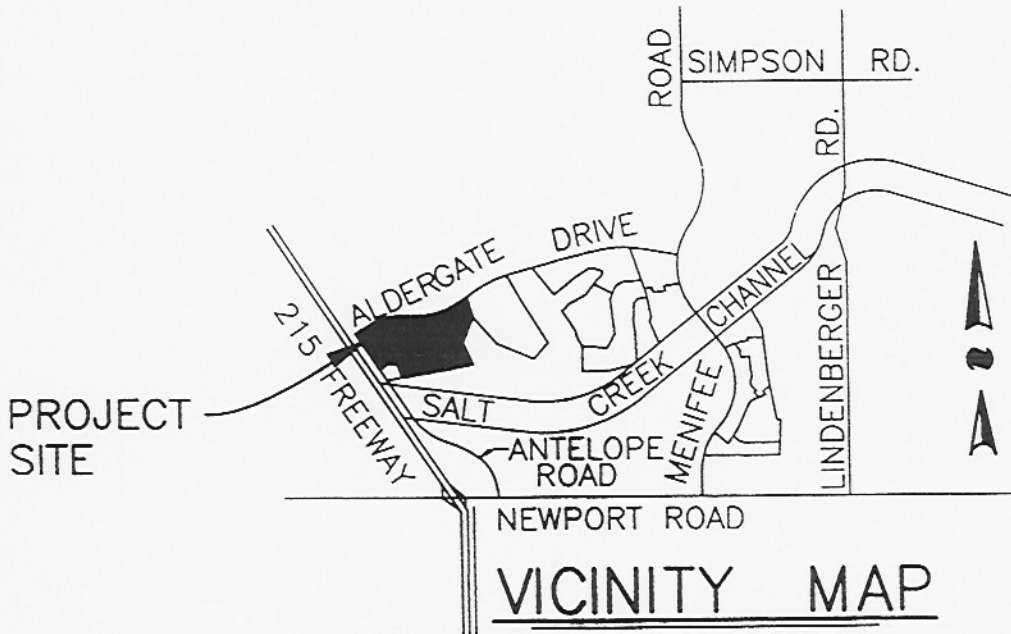 SIMPSON RD.
ROAD
RD.
ALDERGATE DRIVE
215 FREEWAY
CHANNEL
LINDENBERGER
PROJECT
SITE
SALT CREEK
MENIFEE
ANTELOPE
ROAD
NEWPORT ROAD
VICINITY MAP